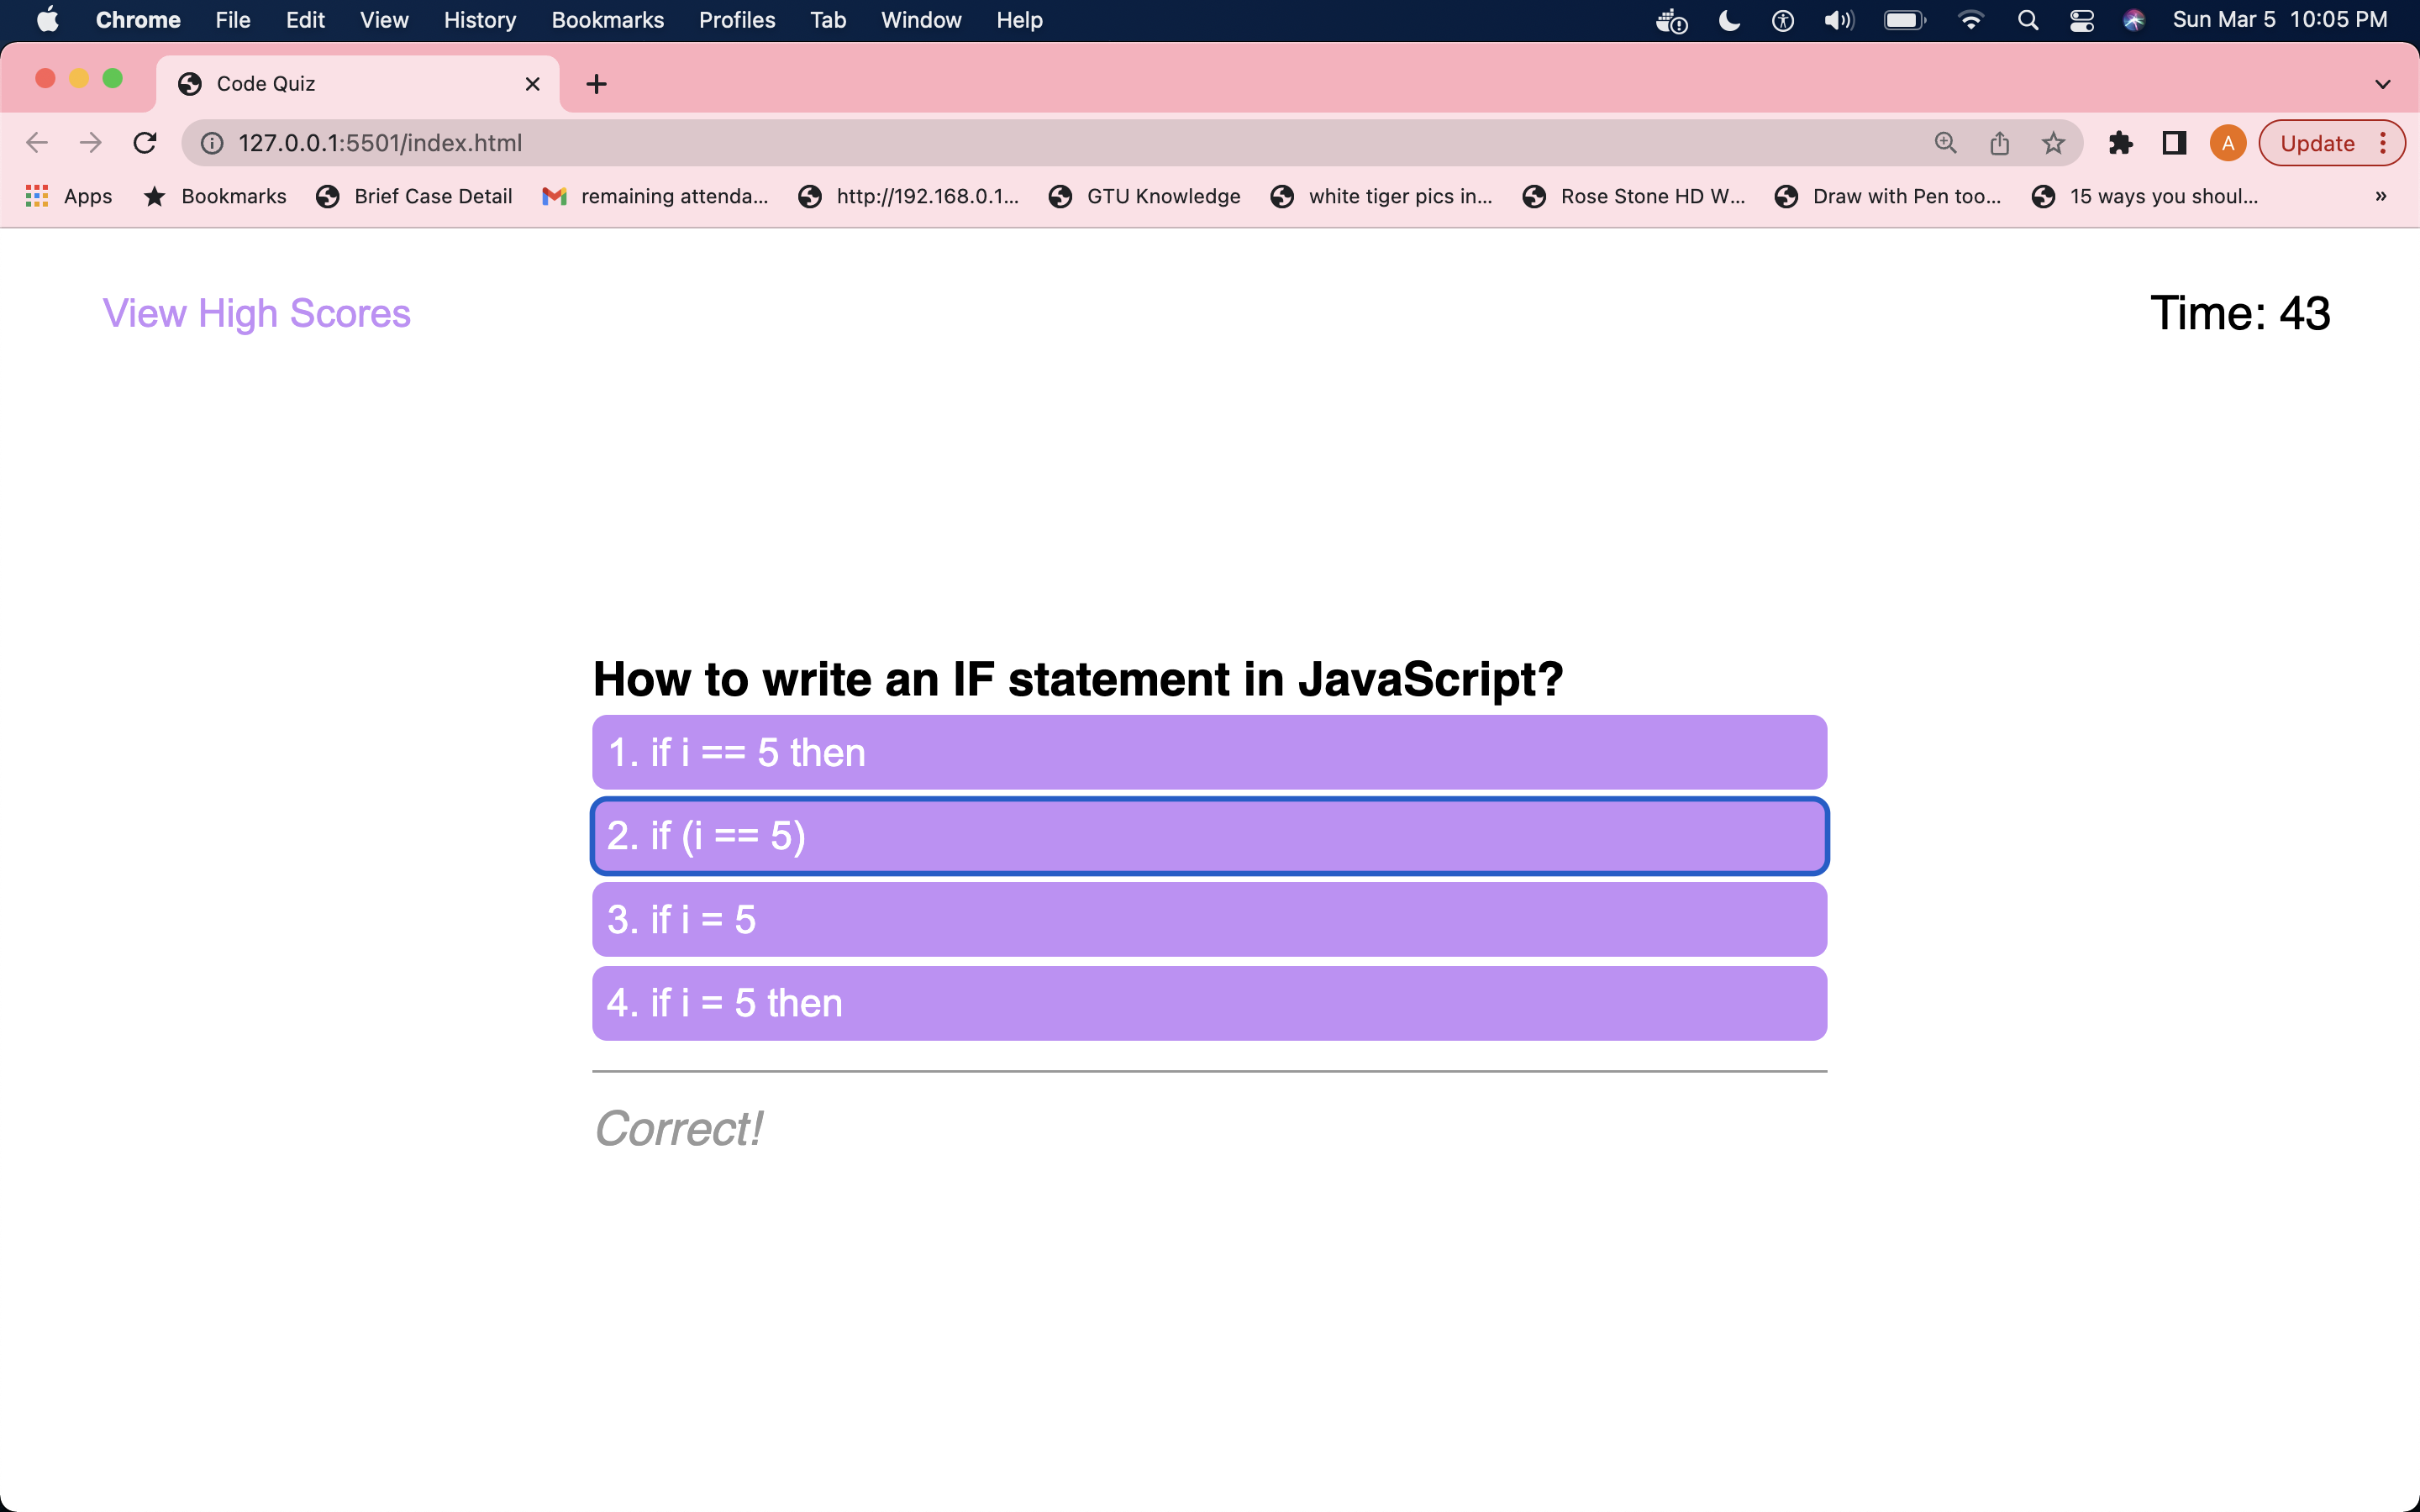 Chrome File Edit View History Bookmarks Profiles Tab Window Help Sun Mar 5 10:05 PM
Code Quiz
127.0.0.1:5501/index.html A Update
Apps Bookmarks Brief Case Detail remaining attenda... http://192.168.0.1... GTU Knowledge white tiger pics in... Rose Stone HD W... Draw with Pen too... 15 ways you shoul... »
View High Scores Time: 43
How to write an IF statement in JavaScript?
1. if i == 5 then
2. if (i == 5)
3. if i = 5
4. if i = 5 then
Correct!